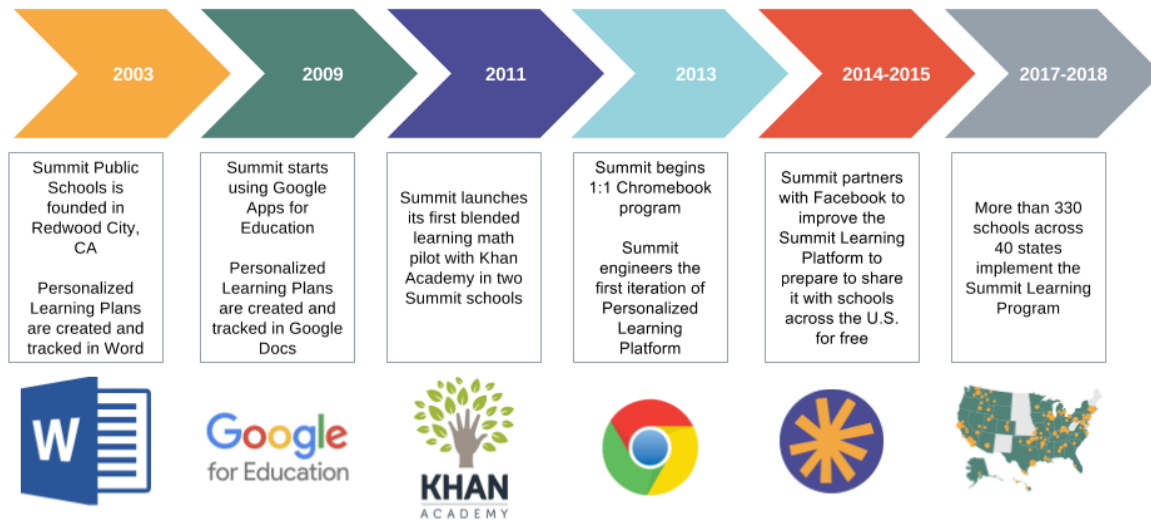 2003
2009
2011
2013
2014-2015
2017-2018
Summit Public
Schools is
founded in
Redwood City,
CA
Personalized
Learning Plans
are created and
tracked in Word
Summit starts
using Google
Apps for
Education
Personalized
Learning Plans
are created and
tracked in Google
Docs
Summit launches
its first blended
learning math
pilot with Khan
Academy in two
Summit schools
Summit begins
1:1 Chromebook
program
Summit
engineers the
first iteration of
Personalized
Learning
Platform
Summit partners
with Facebook to
improve the
Summit Learning
Platform to
prepare to share
it with schools
across the U.S.
for free
More than 330
schools across
40 states
implement the
Summit Learning
Program
W
Google
for Education
KHAN
ACADEMY